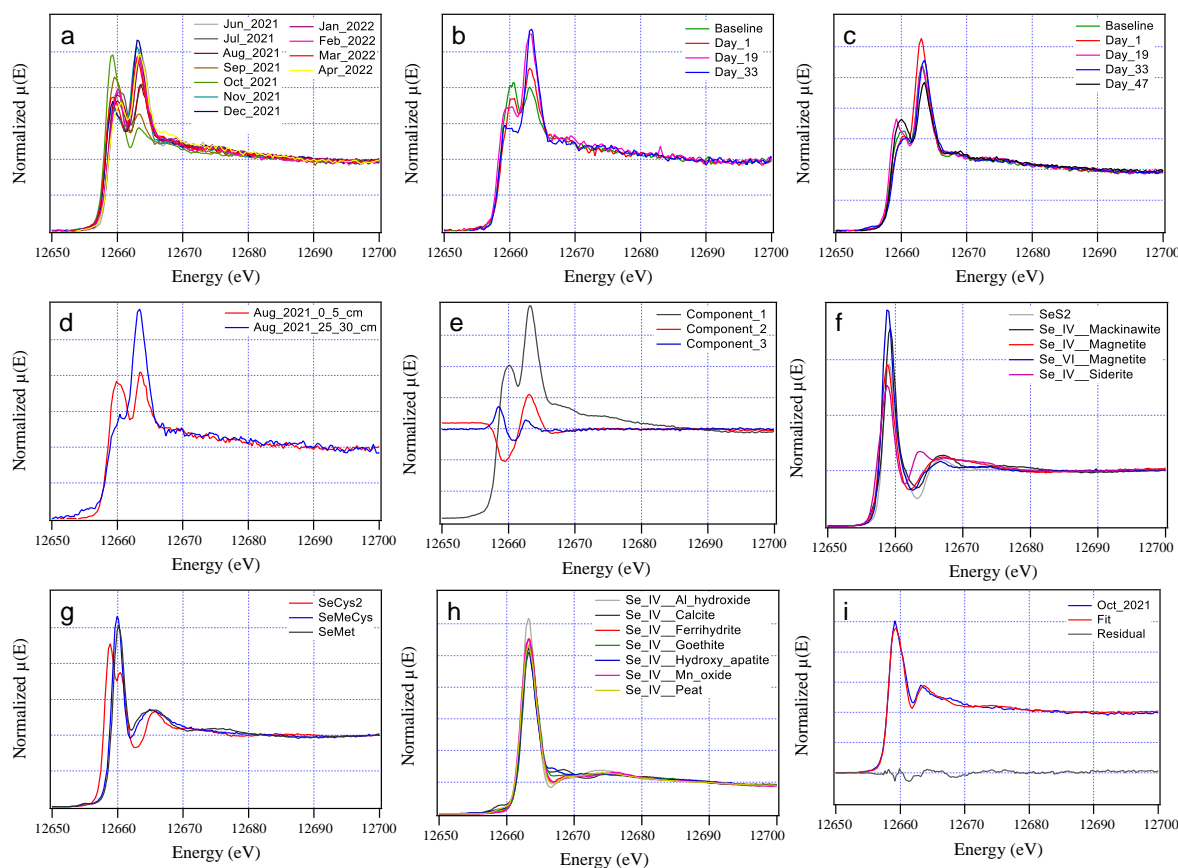 a
Jun_2021
Jul_2021
Aug_2021
Sep_2021
Oct_2021
Nov_2021
Dec_2021
Jan_2022
Feb_2022
Mar_2022
Apr_2022
Normalized μ(E)
12650 12660 12670 12680 12690 12700
Energy (eV)
b
Baseline
Day_1
Day_19
Day_33
Normalized μ(E)
12650 12660 12670 12680 12690 12700
Energy (eV)
c
Baseline
Day_1
Day_19
Day_33
Day_47
Normalized μ(E)
12650 12660 12670 12680 12690 12700
Energy (eV)
d
Aug_2021_0_5_cm
Aug_2021_25_30_cm
Normalized μ(E)
12650 12660 12670 12680 12690 12700
Energy (eV)
e
Component_1
Component_2
Component_3
Normalized μ(E)
12650 12660 12670 12680 12690 12700
Energy (eV)
f
SeS2
Se_IV__Mackinawite
Se_IV__Magnetite
Se_VI__Magnetite
Se_IV__Siderite
Normalized μ(E)
12650 12660 12670 12680 12690 12700
Energy (eV)
g
SeCys2
SeMeCys
SeMet
Normalized μ(E)
12650 12660 12670 12680 12690 12700
Energy (eV)
h
Se_IV__Al_hydroxide
Se_IV__Calcite
Se_IV__Ferrihydrite
Se_IV__Goethite
Se_IV__Hydroxy_apatite
Se_IV__Mn_oxide
Se_IV__Peat
Normalized μ(E)
12650 12660 12670 12680 12690 12700
Energy (eV)
i
Oct_2021
Fit
Residual
Normalized μ(E)
12650 12660 12670 12680 12690 12700
Energy (eV)